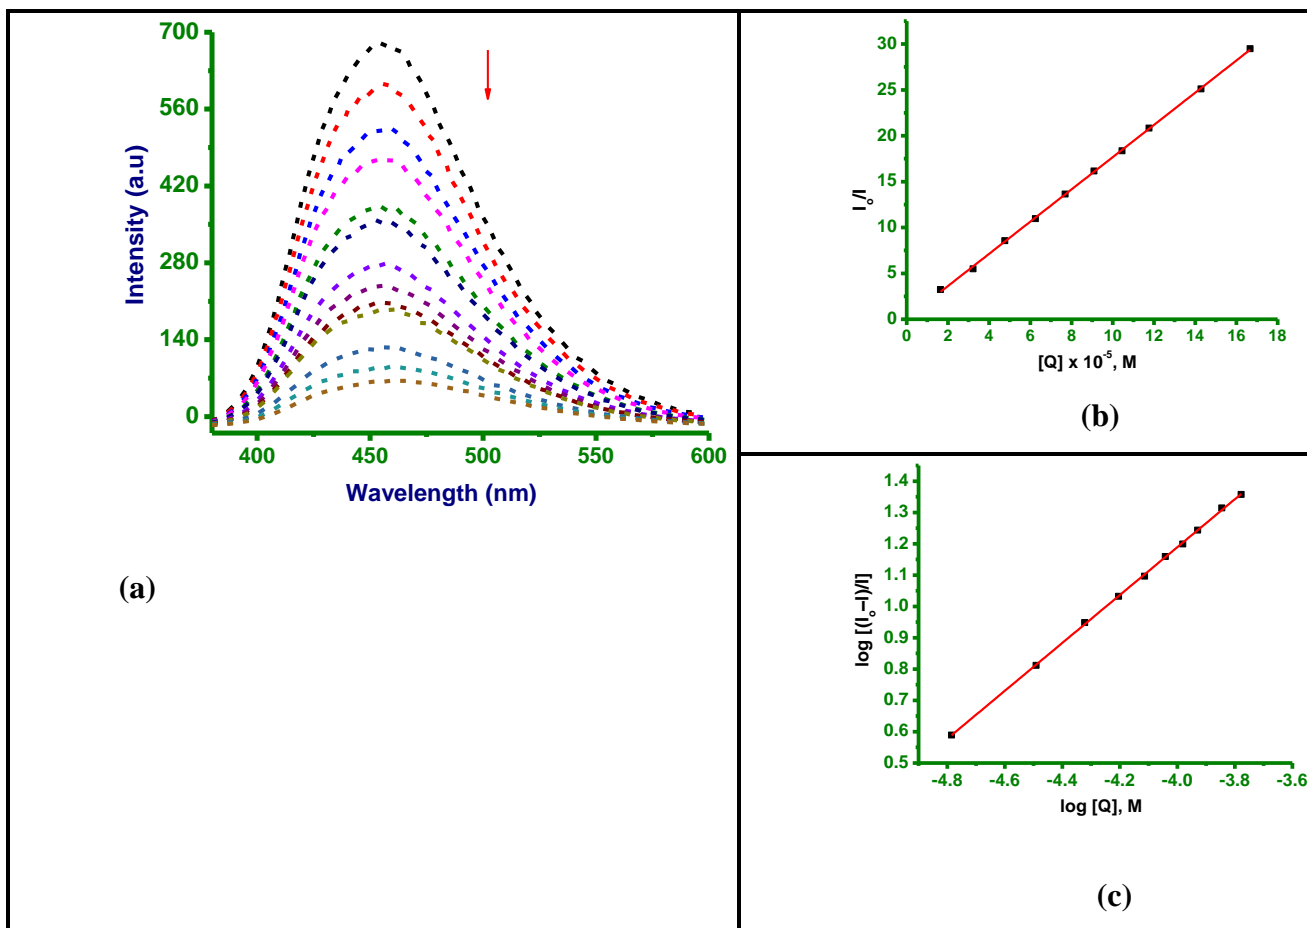 700
560
420
280
140
0
Intensity (a.u)
400 450 500 550 600
Wavelength (nm)
(a)
30
25
20
15
10
5
0
I₀/I
0 2 4 6 8 10 12 14 16 18
[Q] x 10⁻⁵, M
(b)
1.4
1.3
1.2
1.1
1.0
0.9
0.8
0.7
0.6
0.5
log [(I₀–I)/I]
-4.8 -4.6 -4.4 -4.2 -4.0 -3.8 -3.6
log [Q], M
(c)